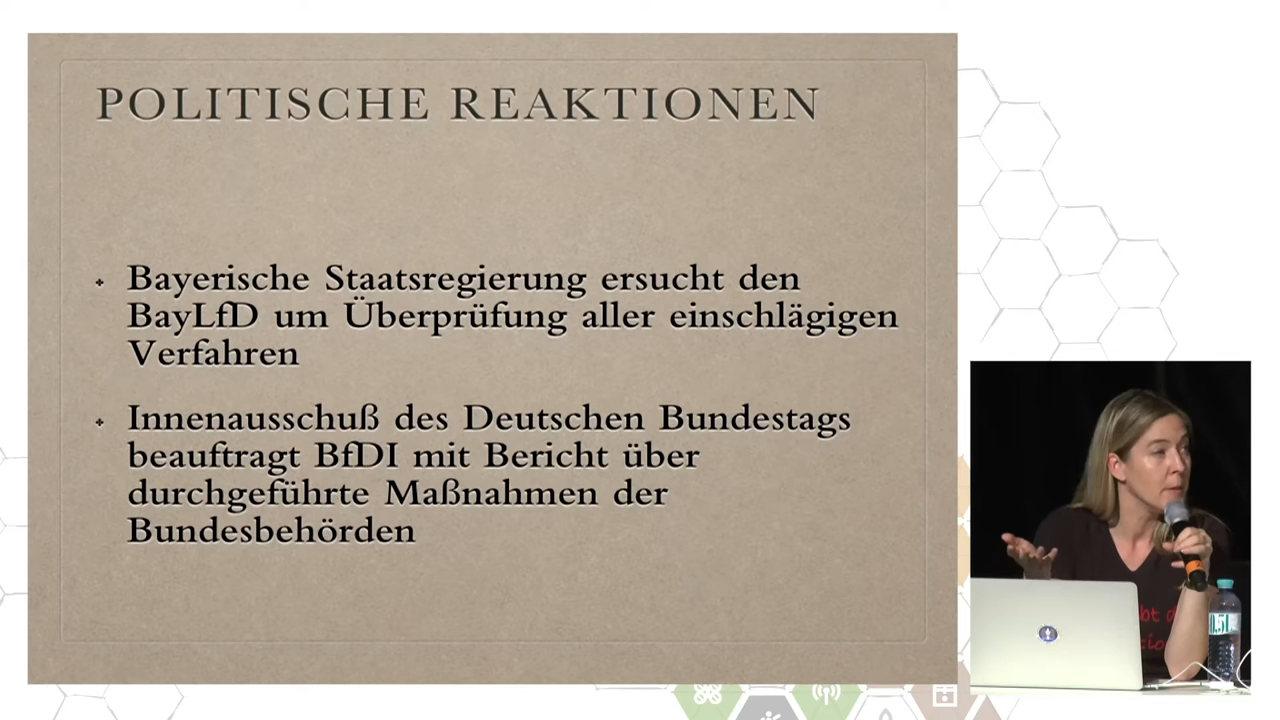 POLITISCHE REAKTIONEN
Bayerische Staatsregierung ersucht den
BayLfD um Überprüfung aller einschlägigen
Verfahren
Innenausschuß des Deutschen Bundestags
beauftragt BfDI mit Bericht über
durchgeführte Maßnahmen der
Bundesbehörden